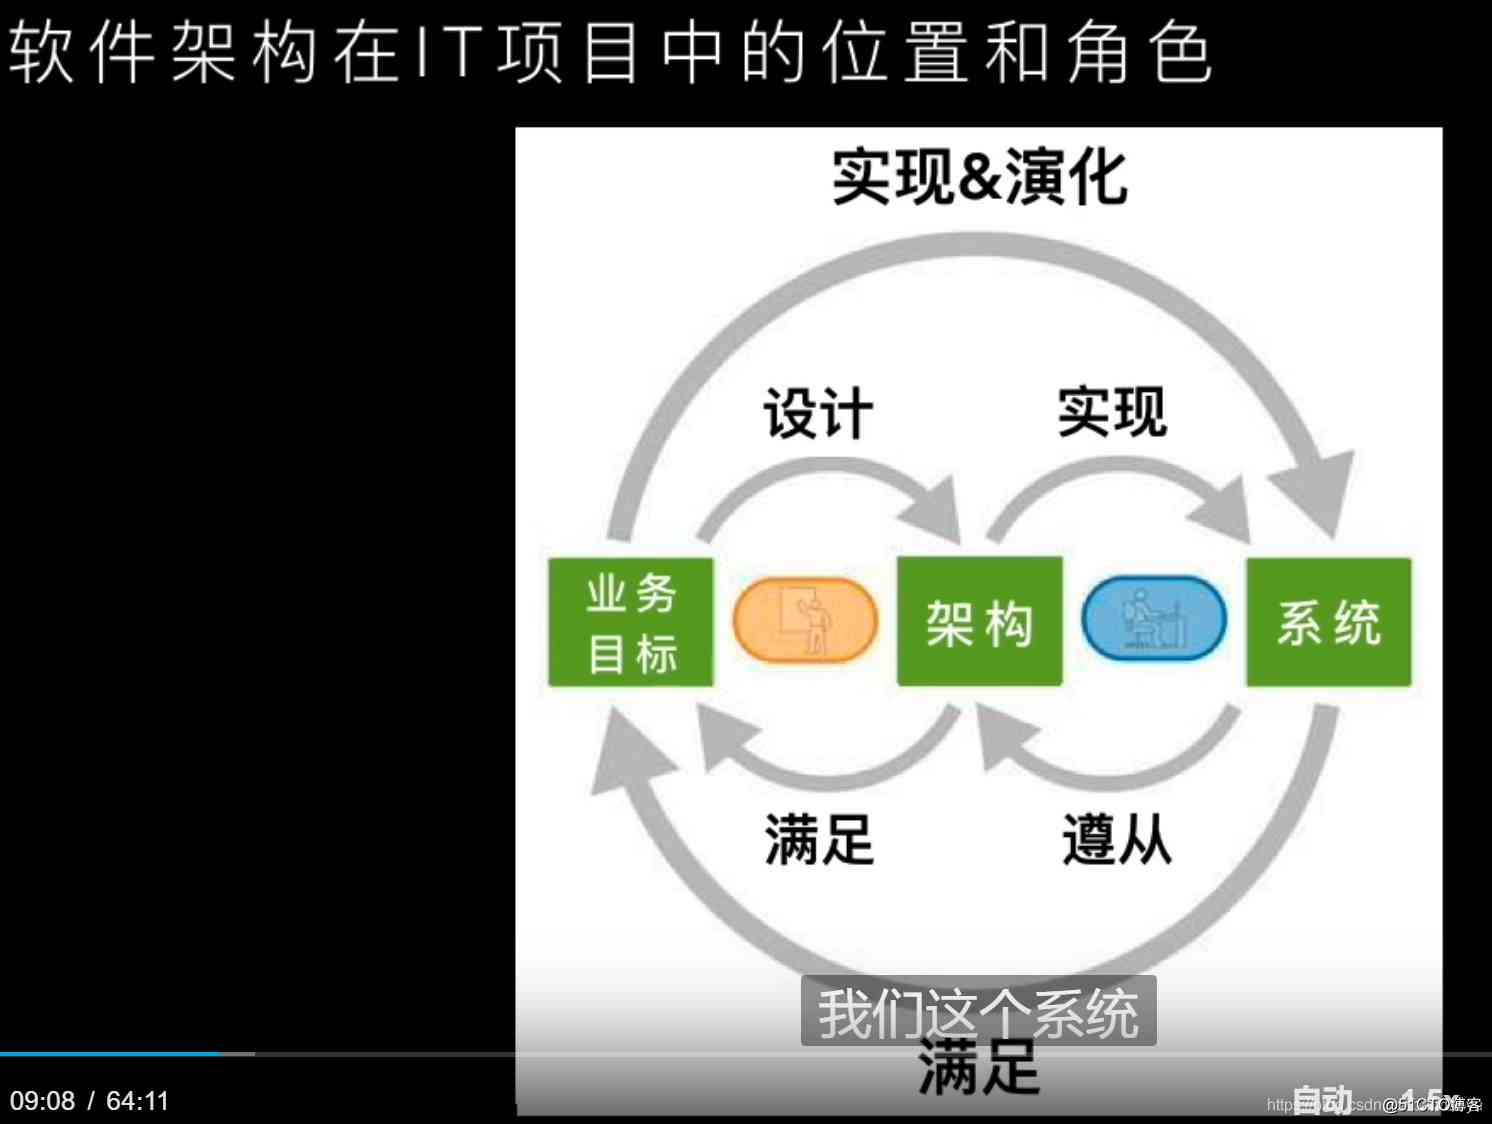 软件架构在IT项目中的位置和角色
实现&演化
设计
实现
业务
目标
架构
系统
满足
遵从
我们这个系统
满足
09:08 / 64:11
自动
1.5x
@51CTO博客